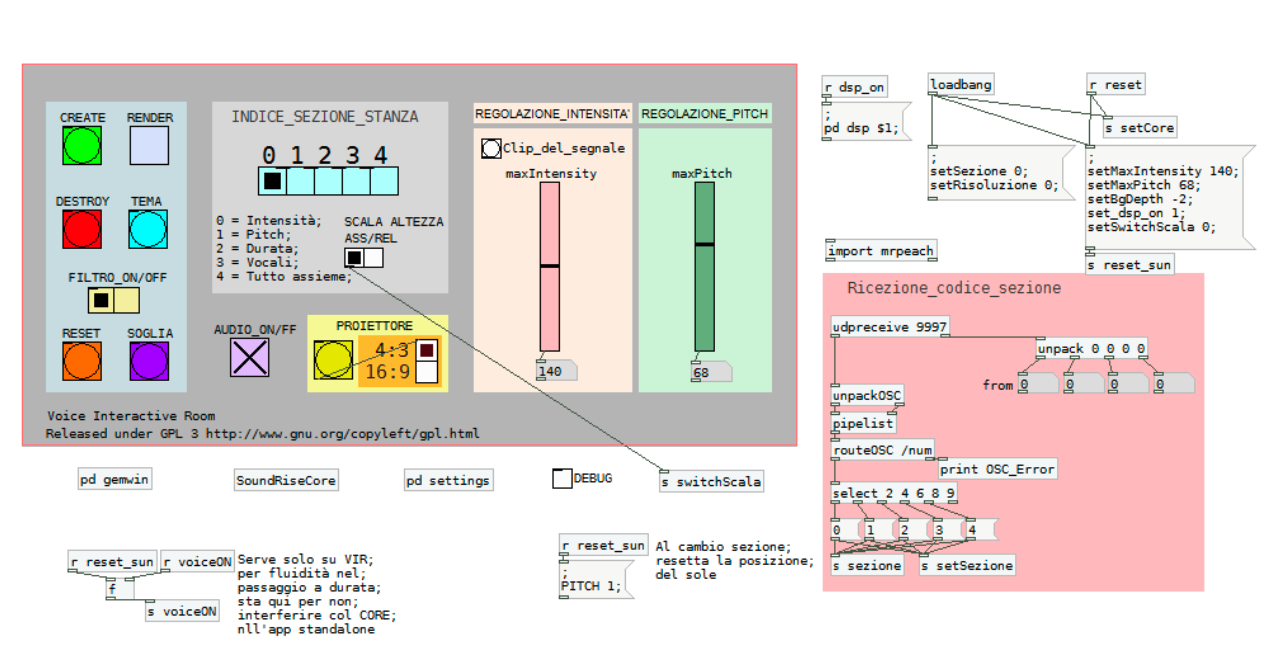 CREATE
RENDER
DESTROY
TEMA
FILTRO_ON/OFF
RESET
SOGLIA
INDICE_SEZIONE_STANZA
0 1 2 3 4
0 = Intensità;
1 = Pitch;
2 = Durata;
3 = Vocali;
4 = Tutto assieme;
SCALA ALTEZZA
ASS/REL
AUDIO_ON/FF
PROIETTORE
4:3
16:9
REGOLAZIONE_INTENSITA'
Clip_del_segnale
maxIntensity
140
REGOLAZIONE_PITCH
maxPitch
68
Voice Interactive Room
Released under GPL 3 http://www.gnu.org/copyleft/gpl.html
pd gemwin
SoundRiseCore
pd settings
DEBUG
s switchScala
r reset_sun
r voiceON
f
s voiceON
Serve solo su VIR;
per fluidità nel;
passaggio a durata;
sta qui per non;
interferire col CORE;
nll'app standalone
r reset_sun
;
PITCH 1;
Al cambio sezione;
resetta la posizione;
del sole
r dsp_on
;
pd dsp $1;
loadbang
;
setSezione 0;
setRisoluzione 0;
r reset
s setCore
;
setMaxIntensity 140;
setMaxPitch 68;
setBgDepth -2;
set_dsp_on 1;
setSwitchScala 0;
s reset_sun
import mrpeach
Ricezione_codice_sezione
udpreceive 9997
unpack 0 0 0 0
from 0 0 0 0
unpackOSC
pipelist
routeOSC /num
print OSC_Error
select 2 4 6 8 9
0 1 2 3 4
s sezione
s setSezione